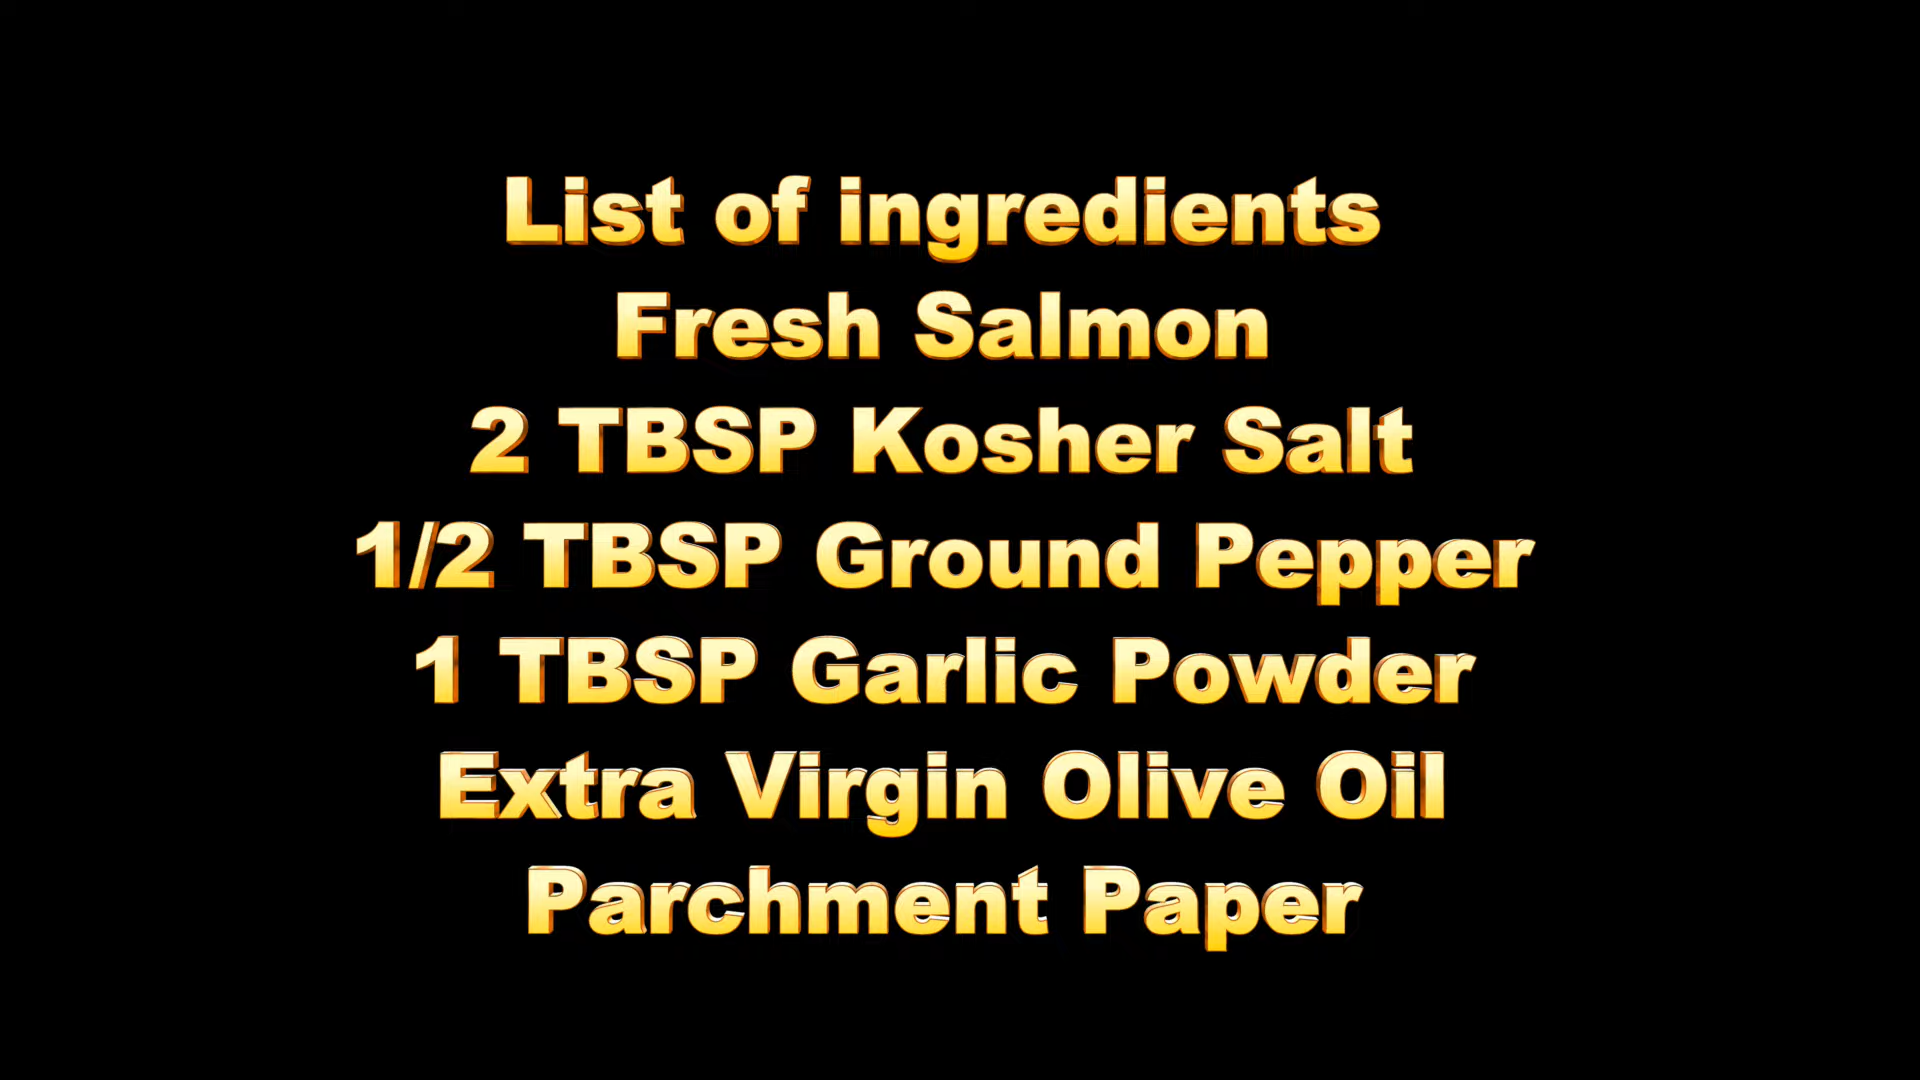 List of ingredients
Fresh Salmon
2 TBSP Kosher Salt
1/2 TBSP Ground Pepper
1 TBSP Garlic Powder
Extra Virgin Olive Oil
Parchment Paper